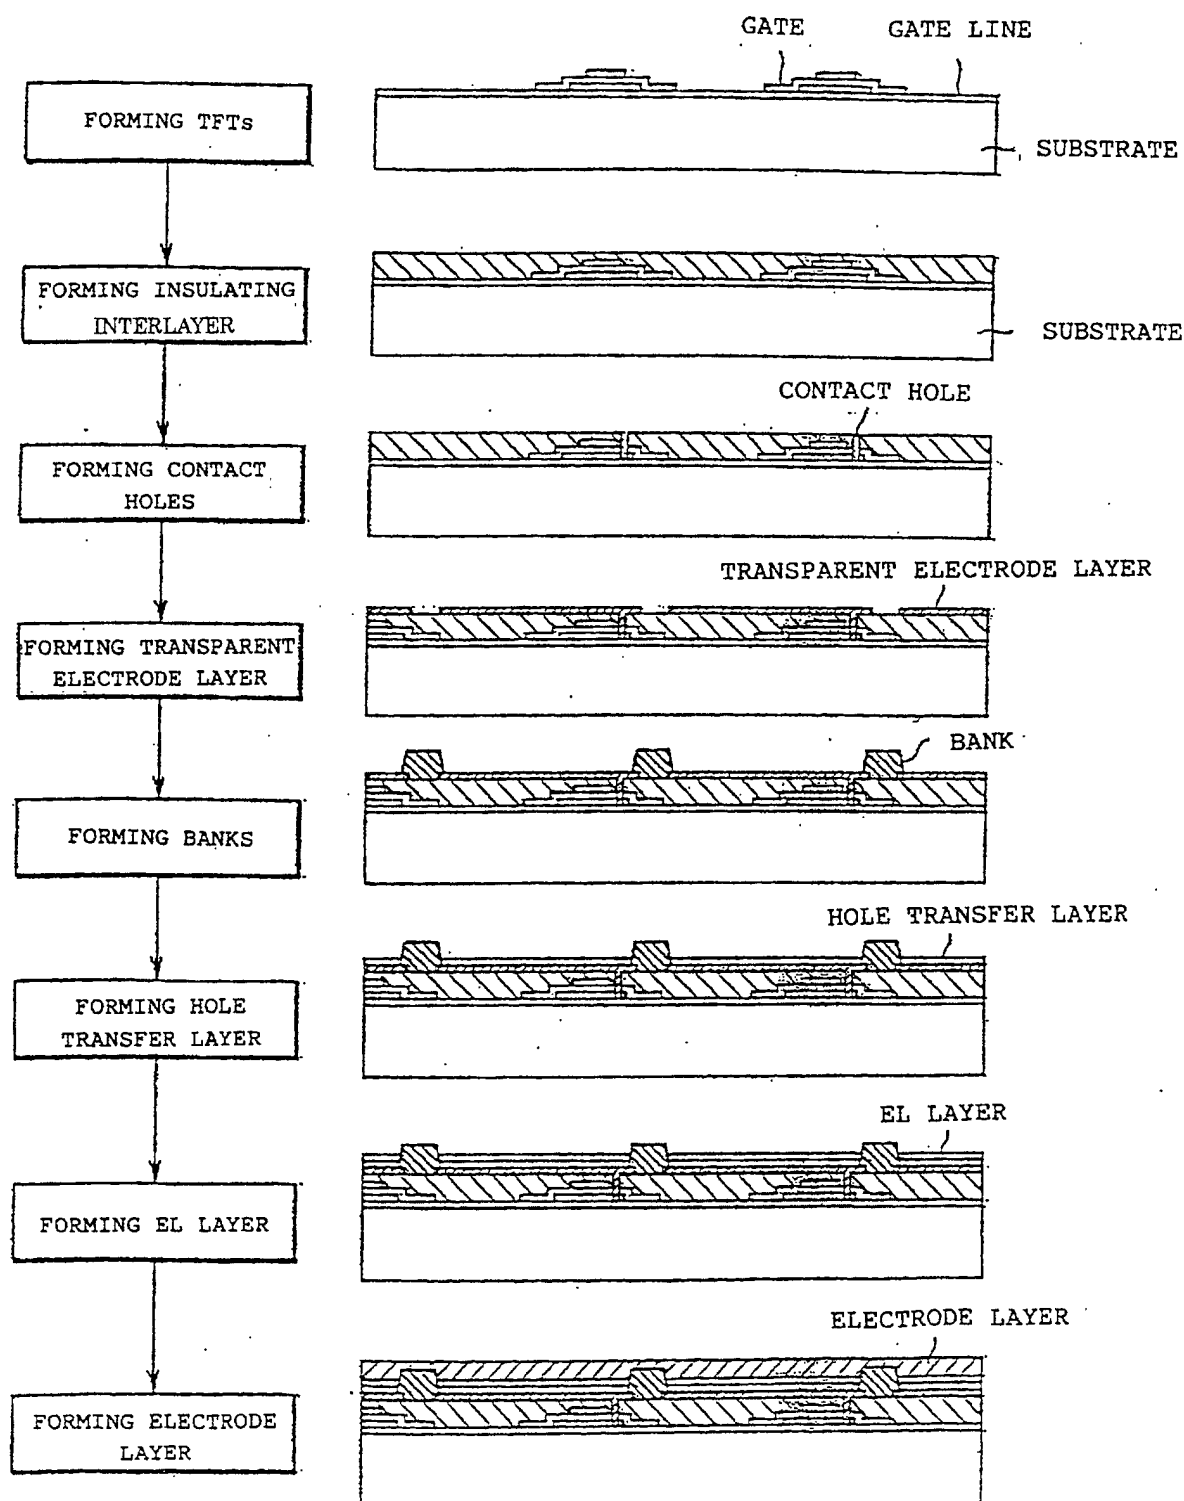 GATE GATE LINE
FORMING TFTs
SUBSTRATE
FORMING INSULATING
INTERLAYER
SUBSTRATE
CONTACT HOLE
FORMING CONTACT
HOLES
TRANSPARENT ELECTRODE LAYER
FORMING TRANSPARENT
ELECTRODE LAYER
BANK
FORMING BANKS
HOLE TRANSFER LAYER
FORMING HOLE
TRANSFER LAYER
EL LAYER
FORMING EL LAYER
ELECTRODE LAYER
FORMING ELECTRODE
LAYER